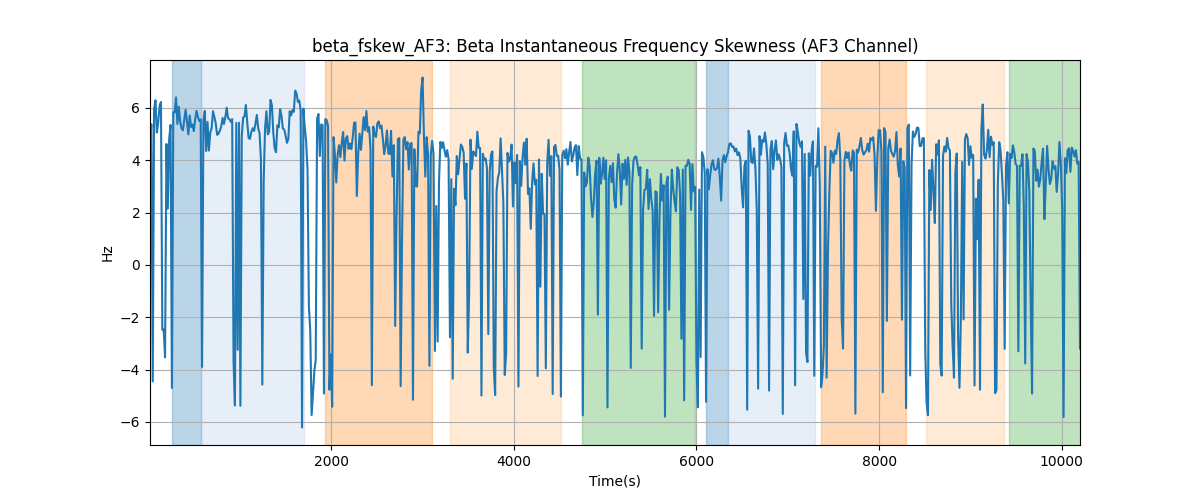 beta_fskew_AF3: Beta Instantaneous Frequency Skewness (AF3 Channel)
Hz
6
4
2
0
−2
−4
−6
2000 4000 6000 8000 10000
Time(s)